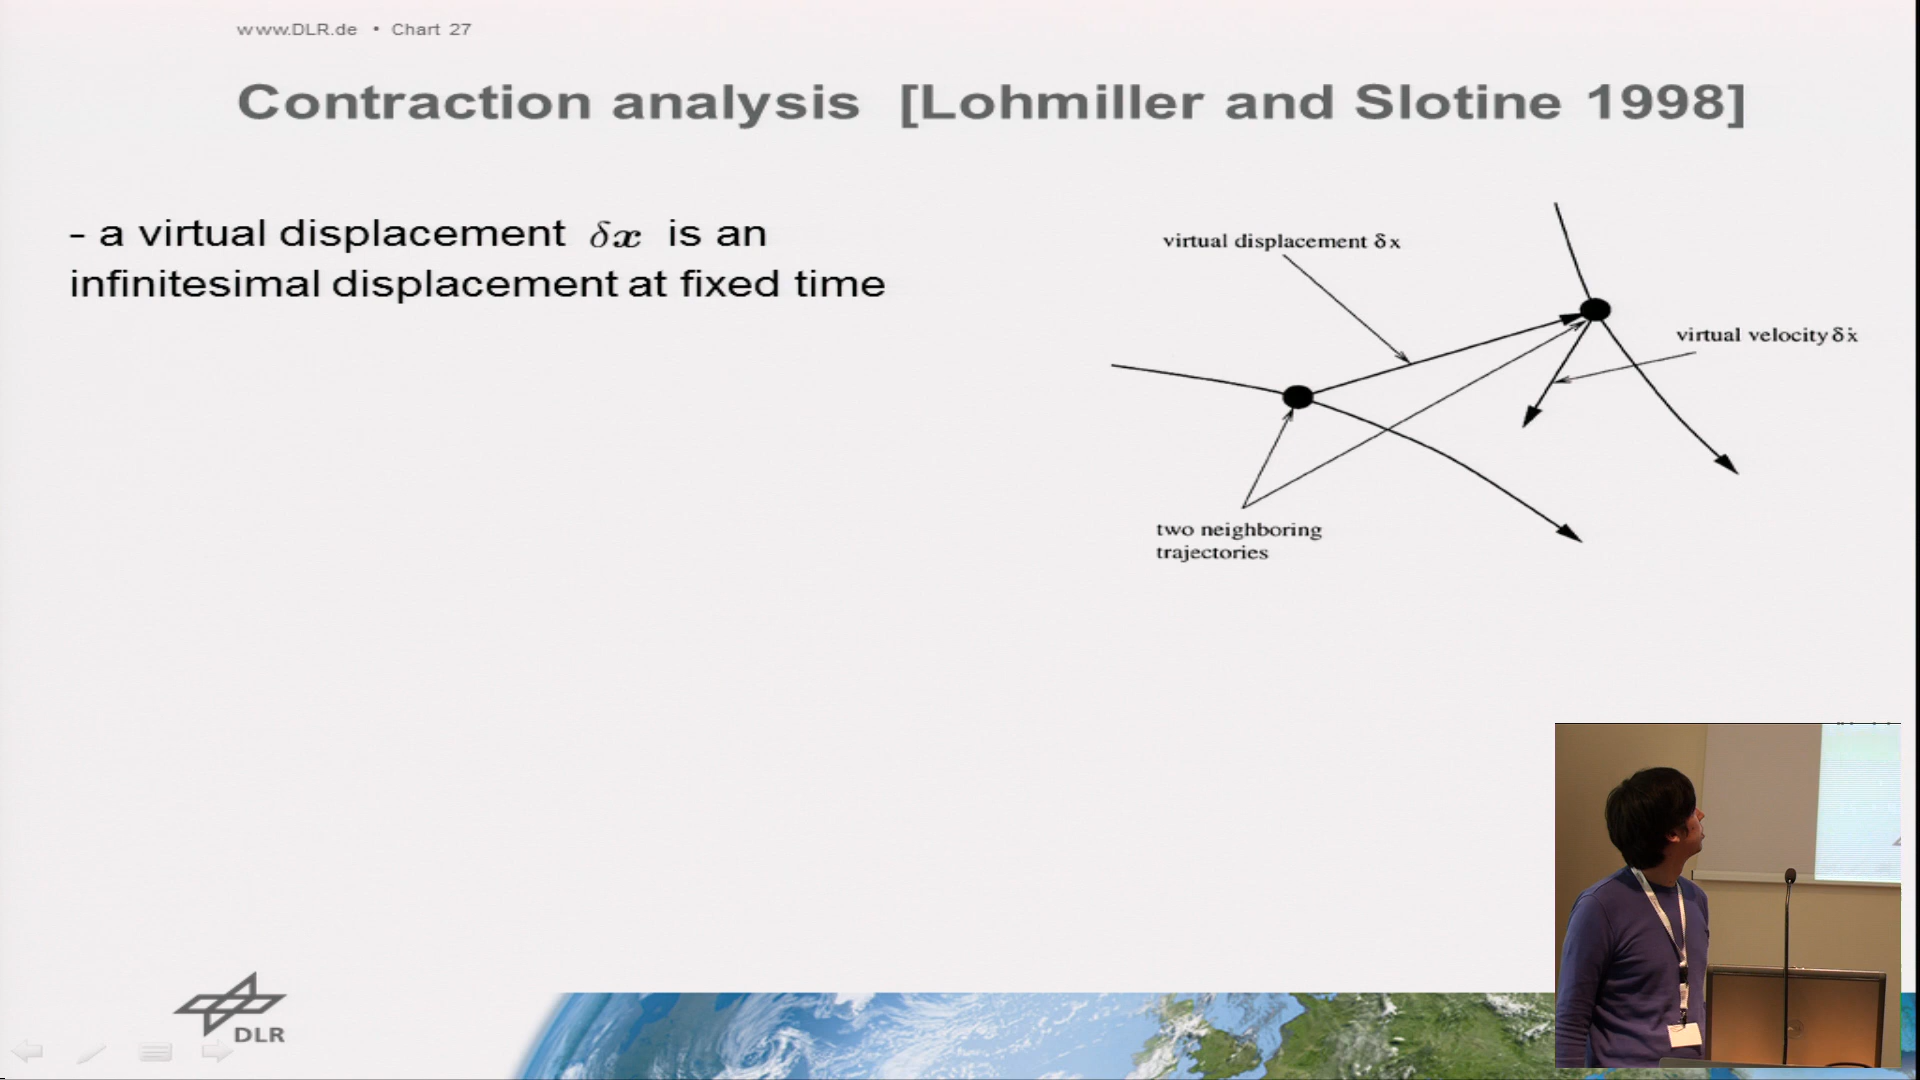 www.DLR.de • Chart 27
Contraction analysis [Lohmiller and Slotine 1998]
- a virtual displacement δx is an
infinitesimal displacement at fixed time
virtual displacement δx
virtual velocity δẋ
two neighboring
trajectories
DLR